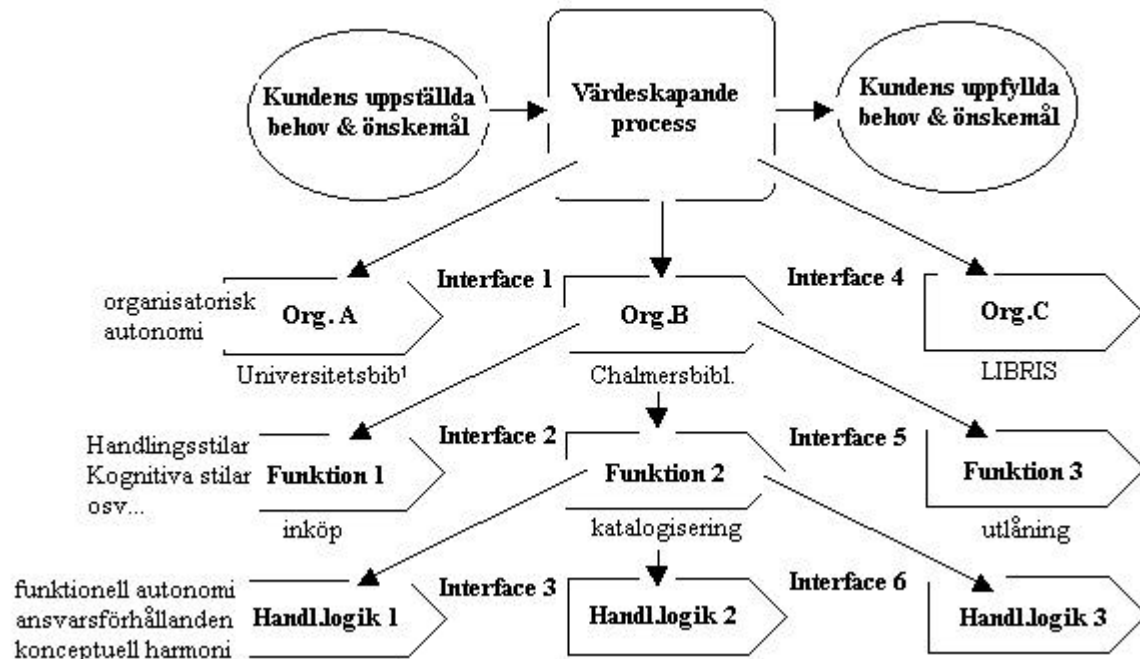 Kundens uppställda
behov & önskemål
Värdeskapande
process
Kundens uppfyllda
behov & önskemål
organisatorisk
autonomi
Org. A
Universitetsbib¹
Interface 1
Org.B
Chalmersbibl.
Interface 4
Org.C
LIBRIS
Handlingsstilar
Kognitiva stilar
osv...
Funktion 1
inköp
Interface 2
Funktion 2
katalogisering
Interface 5
Funktion 3
utlåning
funktionell autonomi
ansvarsförhållanden
konceptuell harmoni
Handl.logik 1
Interface 3
Handl.logik 2
Interface 6
Handl.logik 3